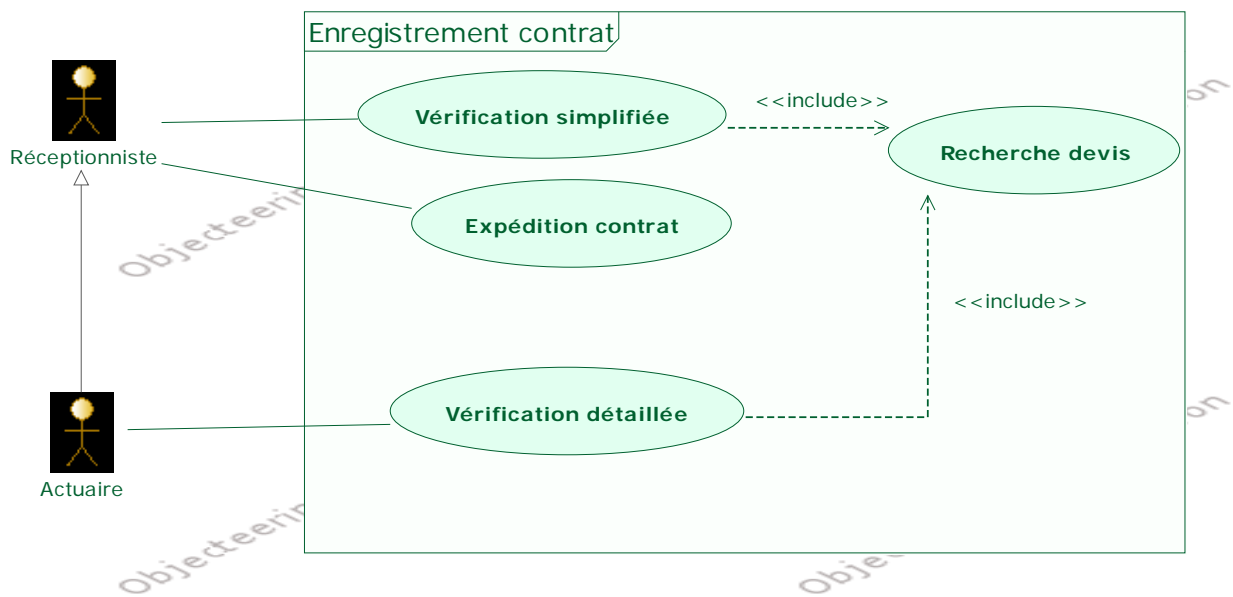 Enregistrement contrat
Vérification simplifiée
<<include>>
Recherche devis
Réceptionniste
Expédition contrat
<<include>>
Vérification détaillée
Actuaire